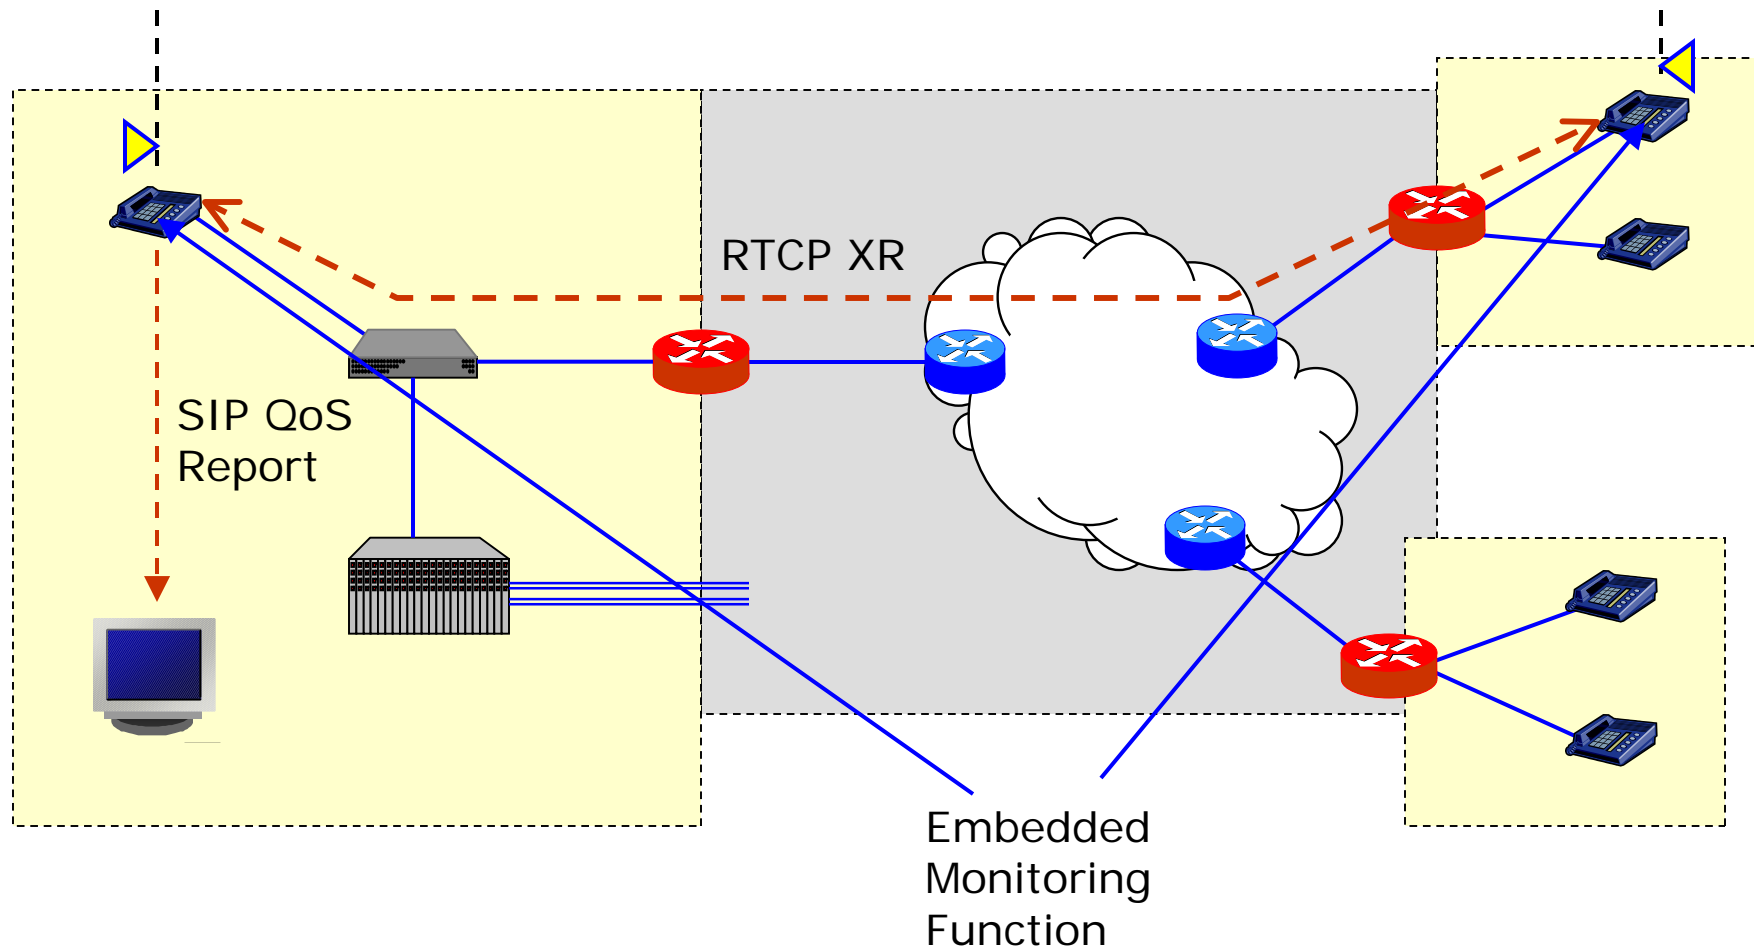 RTCP XR
SIP QoS
Report
Embedded
Monitoring
Function